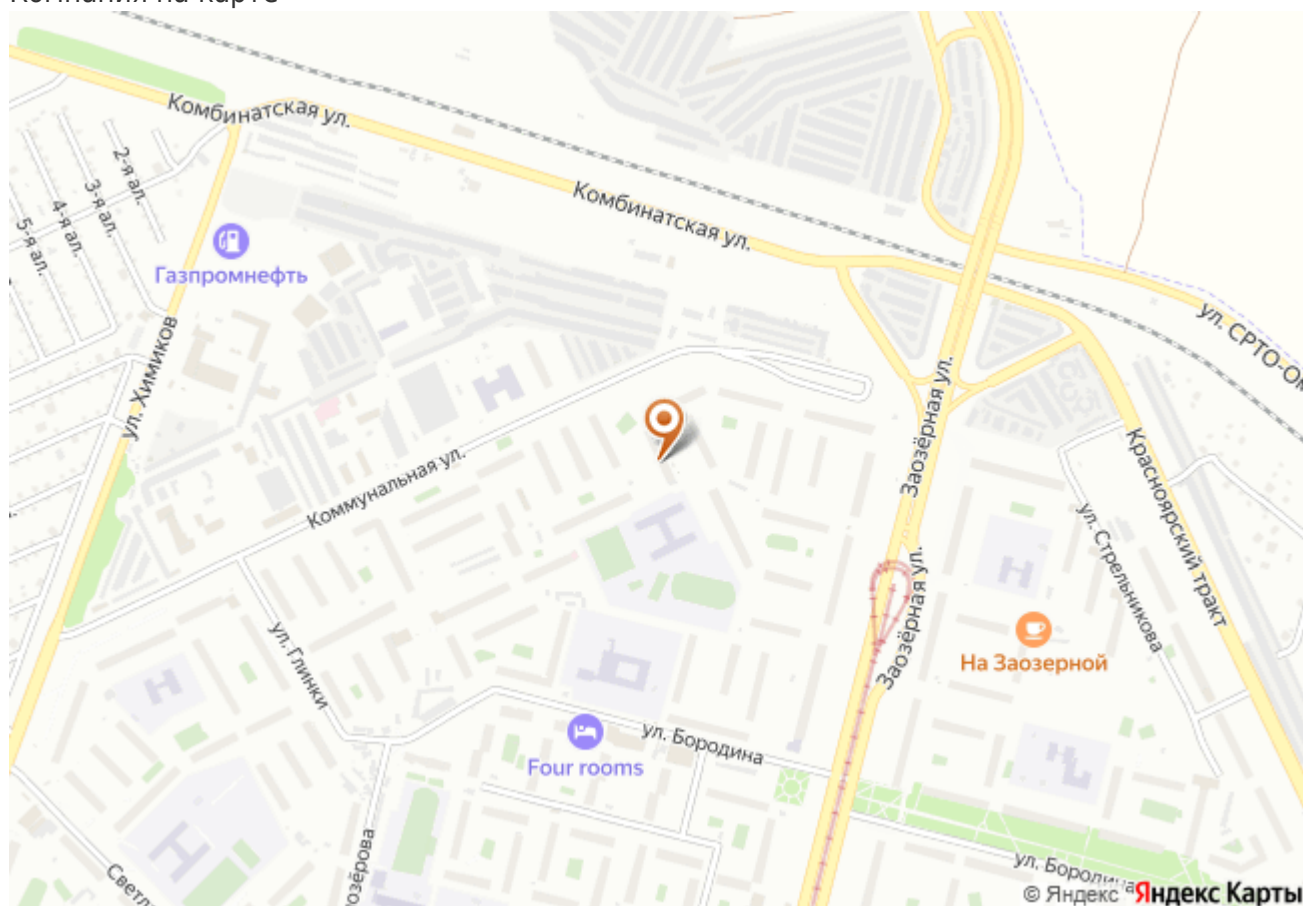 Компания на карте
Комбинатская ул.
2-я ал.
3-я ал.
4-я ал.
5-я ал.
Комбинатская ул.
Газпромнефть
ул. СРТО-Ом
ул. Химиков
Заозёрная ул.
Красноярский тракт
Коммунальная ул.
ул. Стрельникова
Заозёрная ул.
ул. Глинки
На Заозерной
ул. Бородина
Four rooms
ул. Бородина
Светл
озёрова
© Яндекс Яндекс Карты